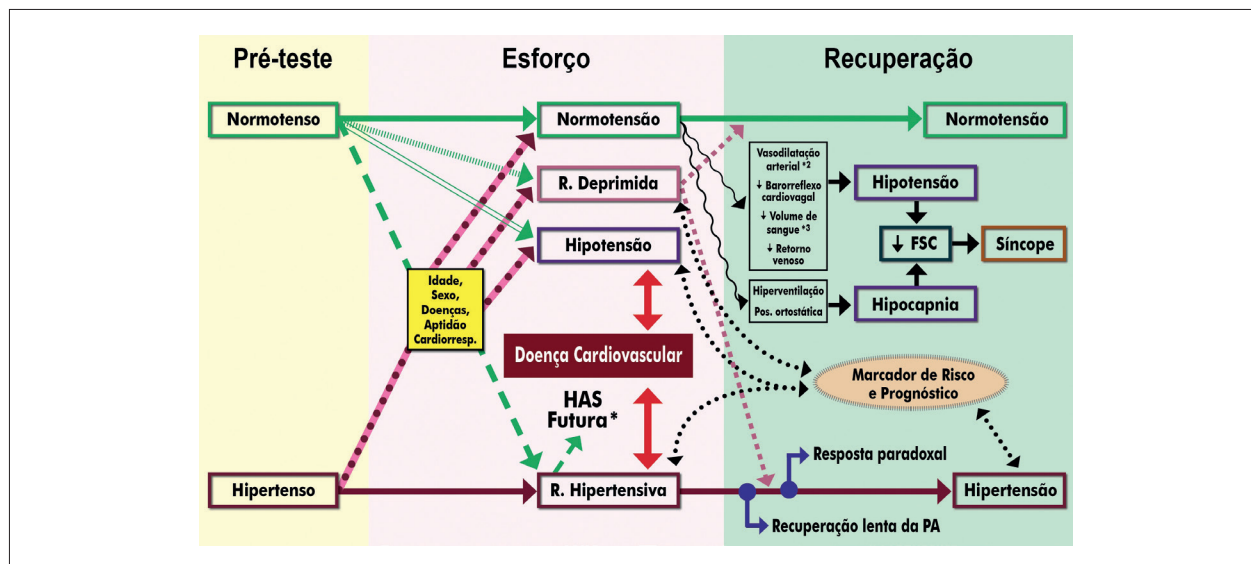 Pré-teste
Esforço
Recuperação
Normotenso
Normotensão
Normotensão
R. Deprimida
Hipotensão
Vasodilatação
arterial *2
↓ Barorreflexo
cardiovagal
↓ Volume de
sangue *3
↓ Retorno
venoso
Hipotensão
↓ FSC
Síncope
Hiperventilação
Pos. ortostática
Hipocapnia
Idade,
Sexo,
Doenças,
Aptidão
Cardiorresp.
Doença Cardiovascular
HAS
Futura*
Marcador de Risco
e Prognóstico
Resposta paradoxal
Hipertenso
R. Hipertensiva
Hipertensão
Recuperação lenta da PA